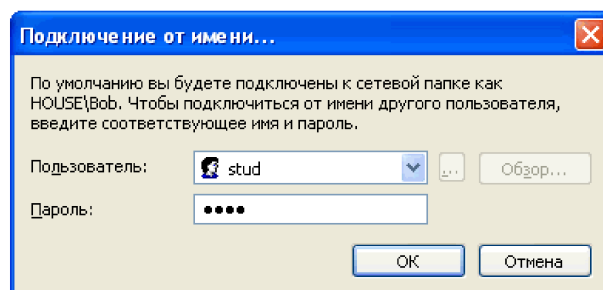 Подключение от имени...
По умолчанию вы будете подключены к сетевой папке как
HOUSE\Bob. Чтобы подключиться от имени другого пользователя,
введите соответствующее имя и пароль.
Пользователь: stud ... Обзор...
Пароль: ●●●●
ОК Отмена